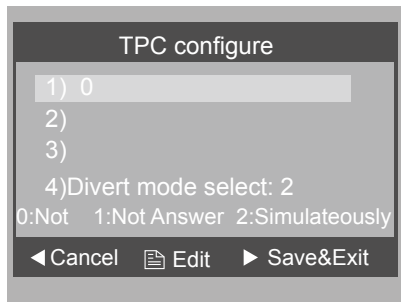 TPC configure
1) 0
2)
3)
4)Divert mode select: 2
0:Not 1:Not Answer 2:Simulateously
Cancel Edit Save&Exit